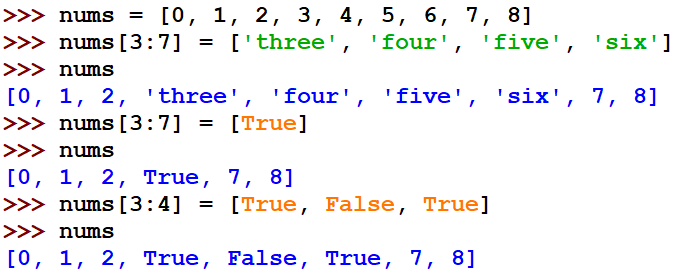 >>> nums = [0, 1, 2, 3, 4, 5, 6, 7, 8]
>>> nums[3:7] = ['three', 'four', 'five', 'six']
>>> nums
[0, 1, 2, 'three', 'four', 'five', 'six', 7, 8]
>>> nums[3:7] = [True]
>>> nums
[0, 1, 2, True, 7, 8]
>>> nums[3:4] = [True, False, True]
>>> nums
[0, 1, 2, True, False, True, 7, 8]